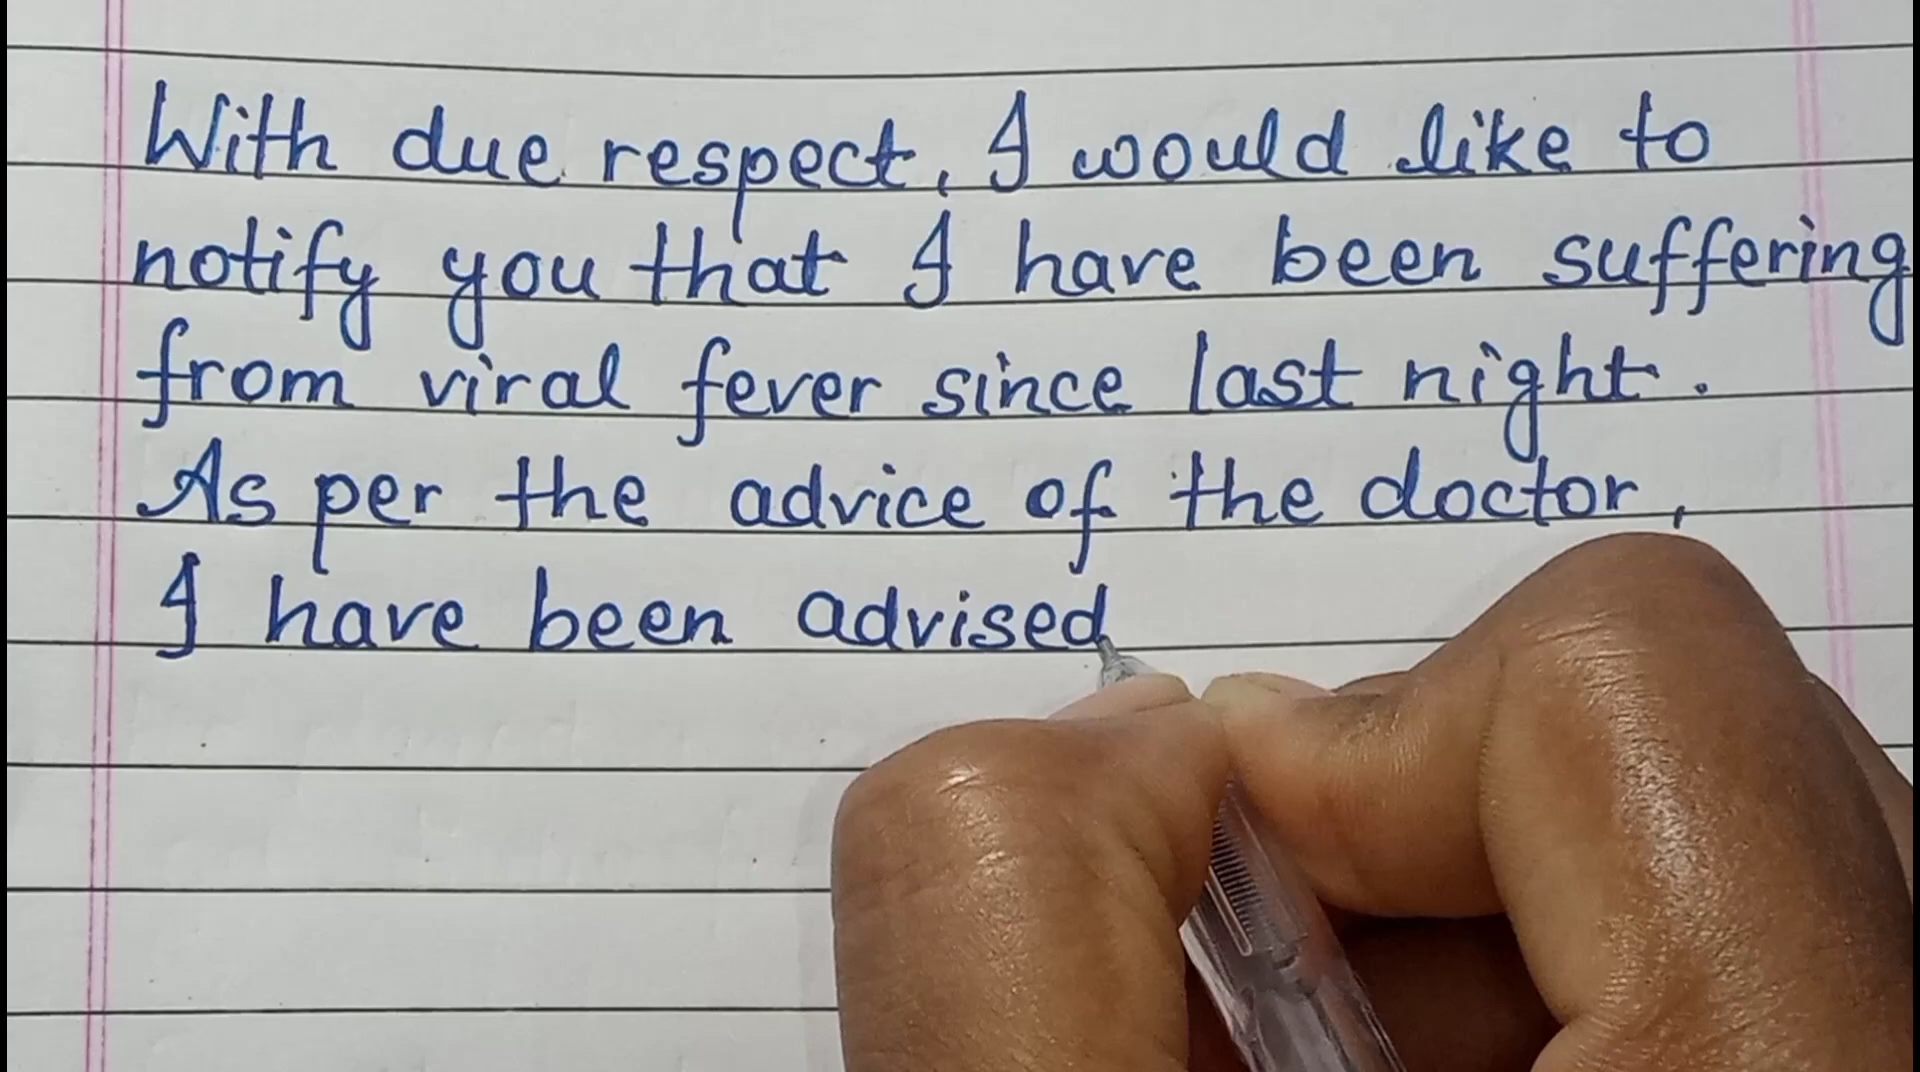 With due respect, I would like to
notify you that I have been suffering
from viral fever since last night.
As per the advice of the doctor,
I have been advised